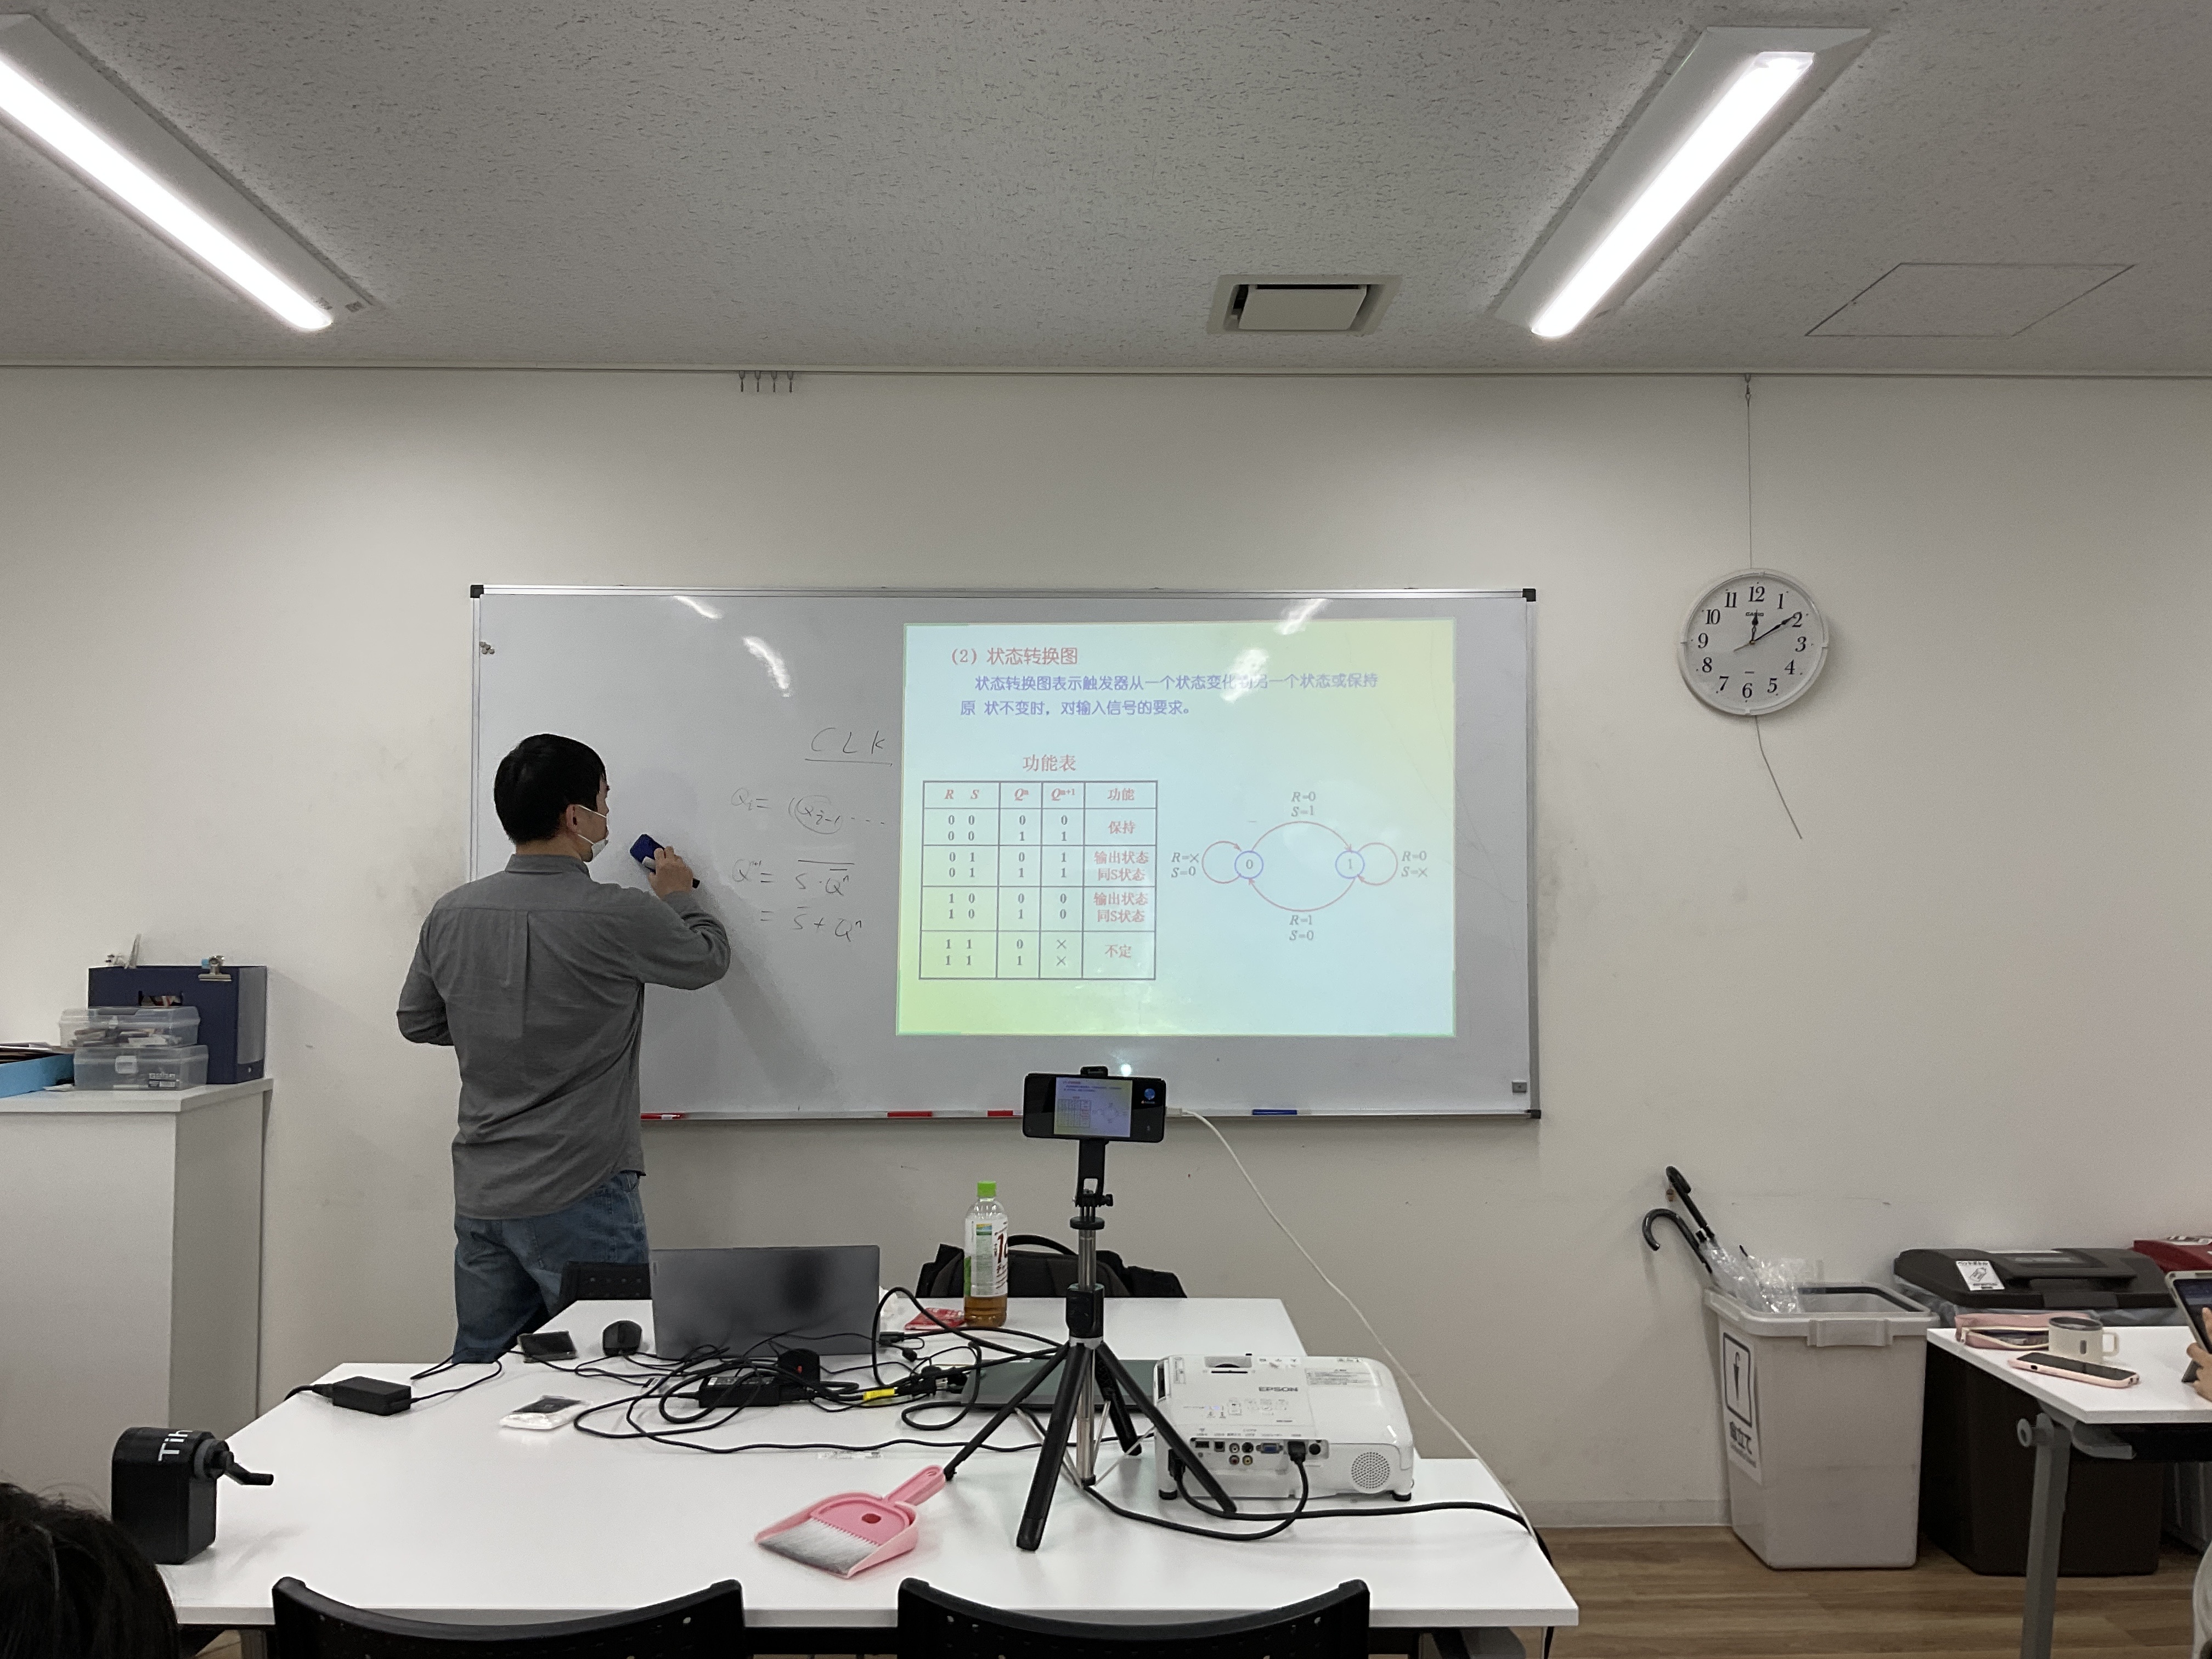 CLK
Q^{n+1} = \overline{S \cdot \overline{Q^n}}
= \overline{S} + Q^n
(2) 状态转换图
状态转换图表示触发器从一个状态变化到另一个状态或保持
原 状不变时，对输入信号的要求。
功能表
R S Qⁿ Qⁿ⁺¹ 功能
0 0 0 0 保持
0 0 1 1
0 1 0 1 输出状态
0 1 1 1 同S状态
1 0 0 0 输出状态
1 0 1 0 同S状态
1 1 0 × 不定
1 1 1 ×
R=0
S=1
R=×
S=0
0
1
R=0
S=×
R=1
S=0
12
1
2
3
4
5
6
7
8
9
10
11
EPSON
Tih